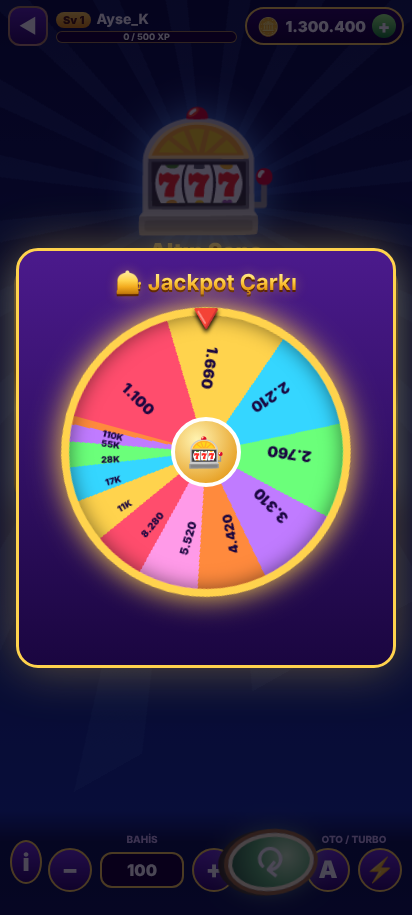 Sv 1 Ayse_K
0 / 500 XP
1.300.400 +
777
Jackpot Çarkı
1.660
2.210
2.760
3.310
4.420
5.520
8.280
11K
17K
28K
55K
110K
1.100
BAHİS
OTO / TURBO
i
−
100
+
A